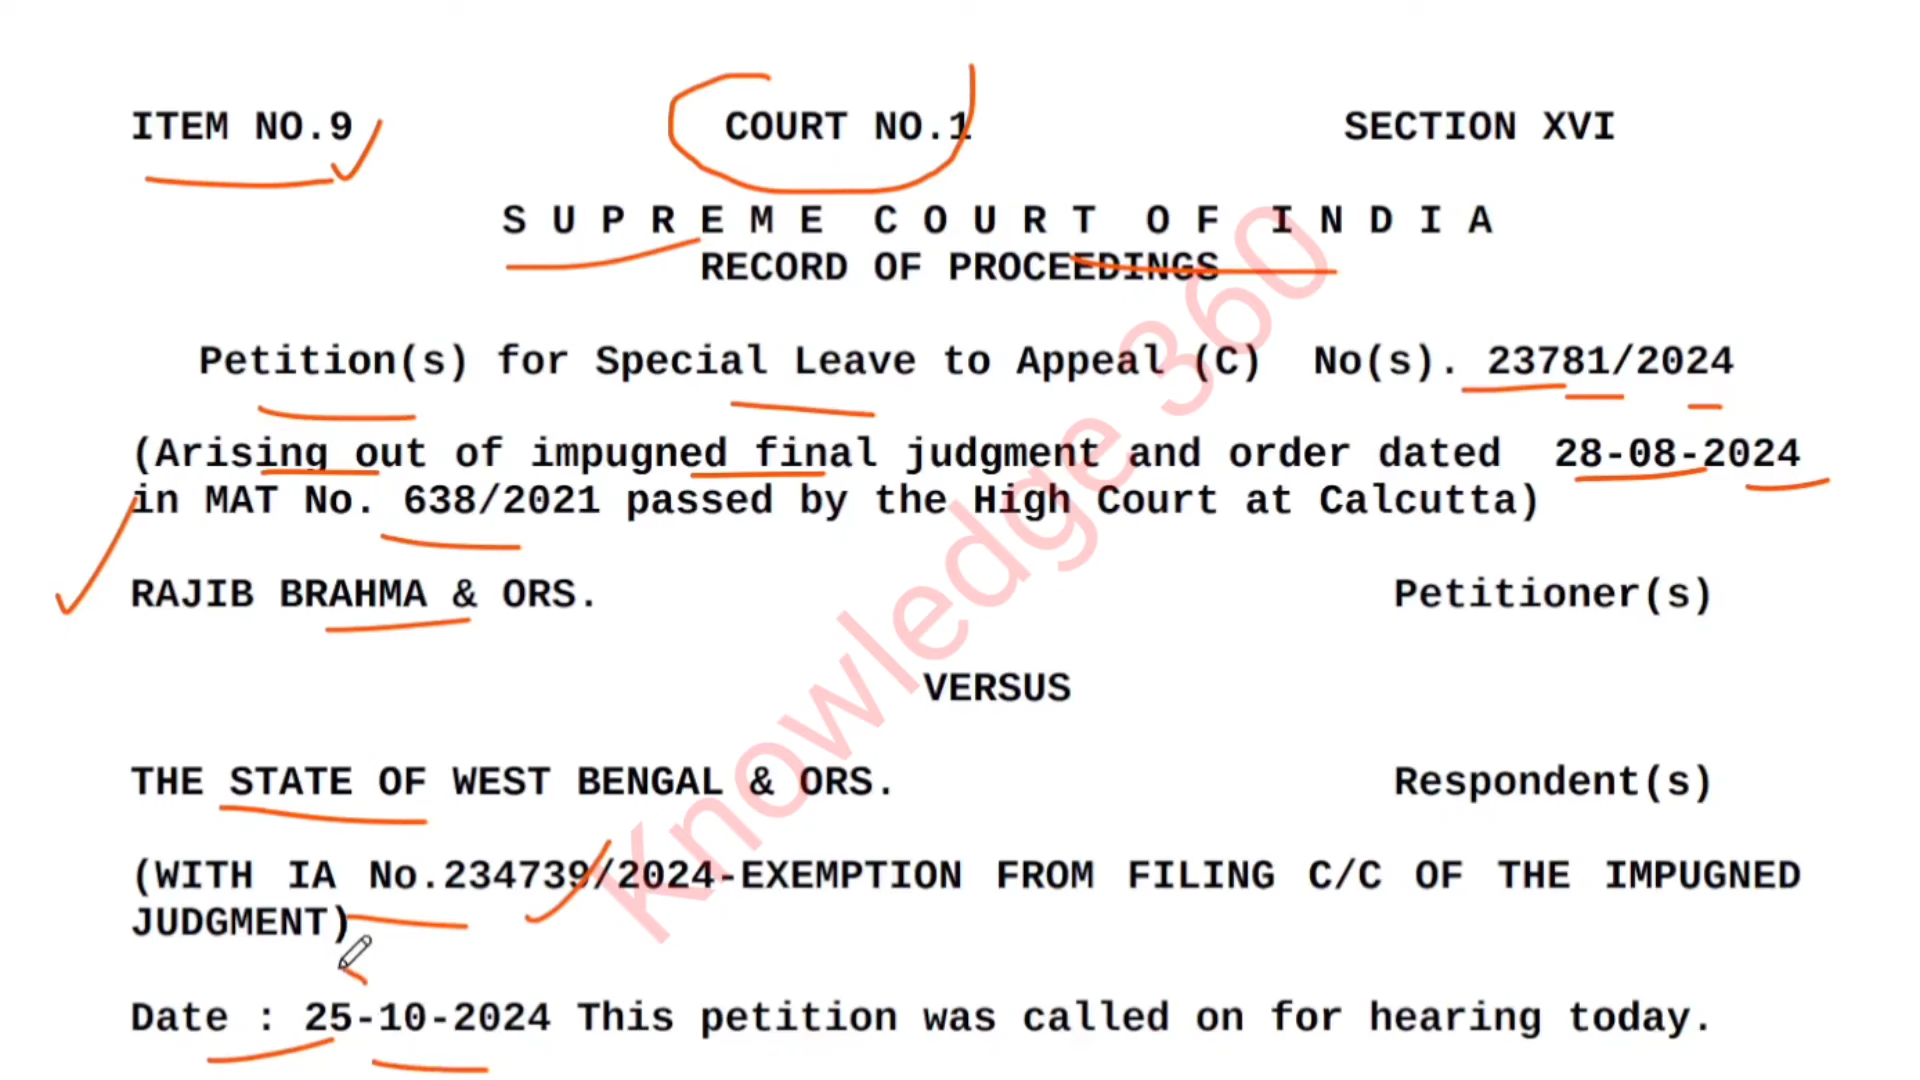 ITEM NO.9 COURT NO.1 SECTION XVI
S U P R E M E C O U R T O F I N D I A
RECORD OF PROCEEDINGS
Petition(s) for Special Leave to Appeal (C) No(s). 23781/2024
(Arising out of impugned final judgment and order dated 28-08-2024
in MAT No. 638/2021 passed by the High Court at Calcutta)
RAJIB BRAHMA & ORS. Petitioner(s)
VERSUS
THE STATE OF WEST BENGAL & ORS. Respondent(s)
(WITH IA No.234739/2024-EXEMPTION FROM FILING C/C OF THE IMPUGNED
JUDGMENT)
Date : 25-10-2024 This petition was called on for hearing today.
Knowledge 360